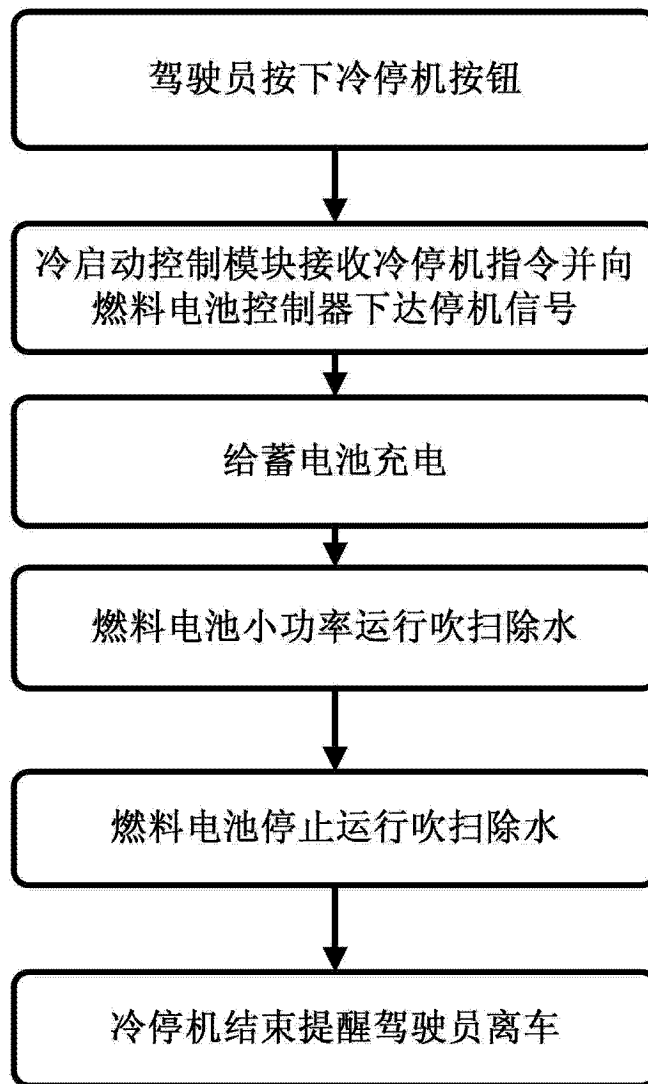 驾驶员按下冷停机按钮
冷启动控制模块接收冷停机指令并向
燃料电池控制器下达停机信号
给蓄电池充电
燃料电池小功率运行吹扫除水
燃料电池停止运行吹扫除水
冷停机结束提醒驾驶员离车